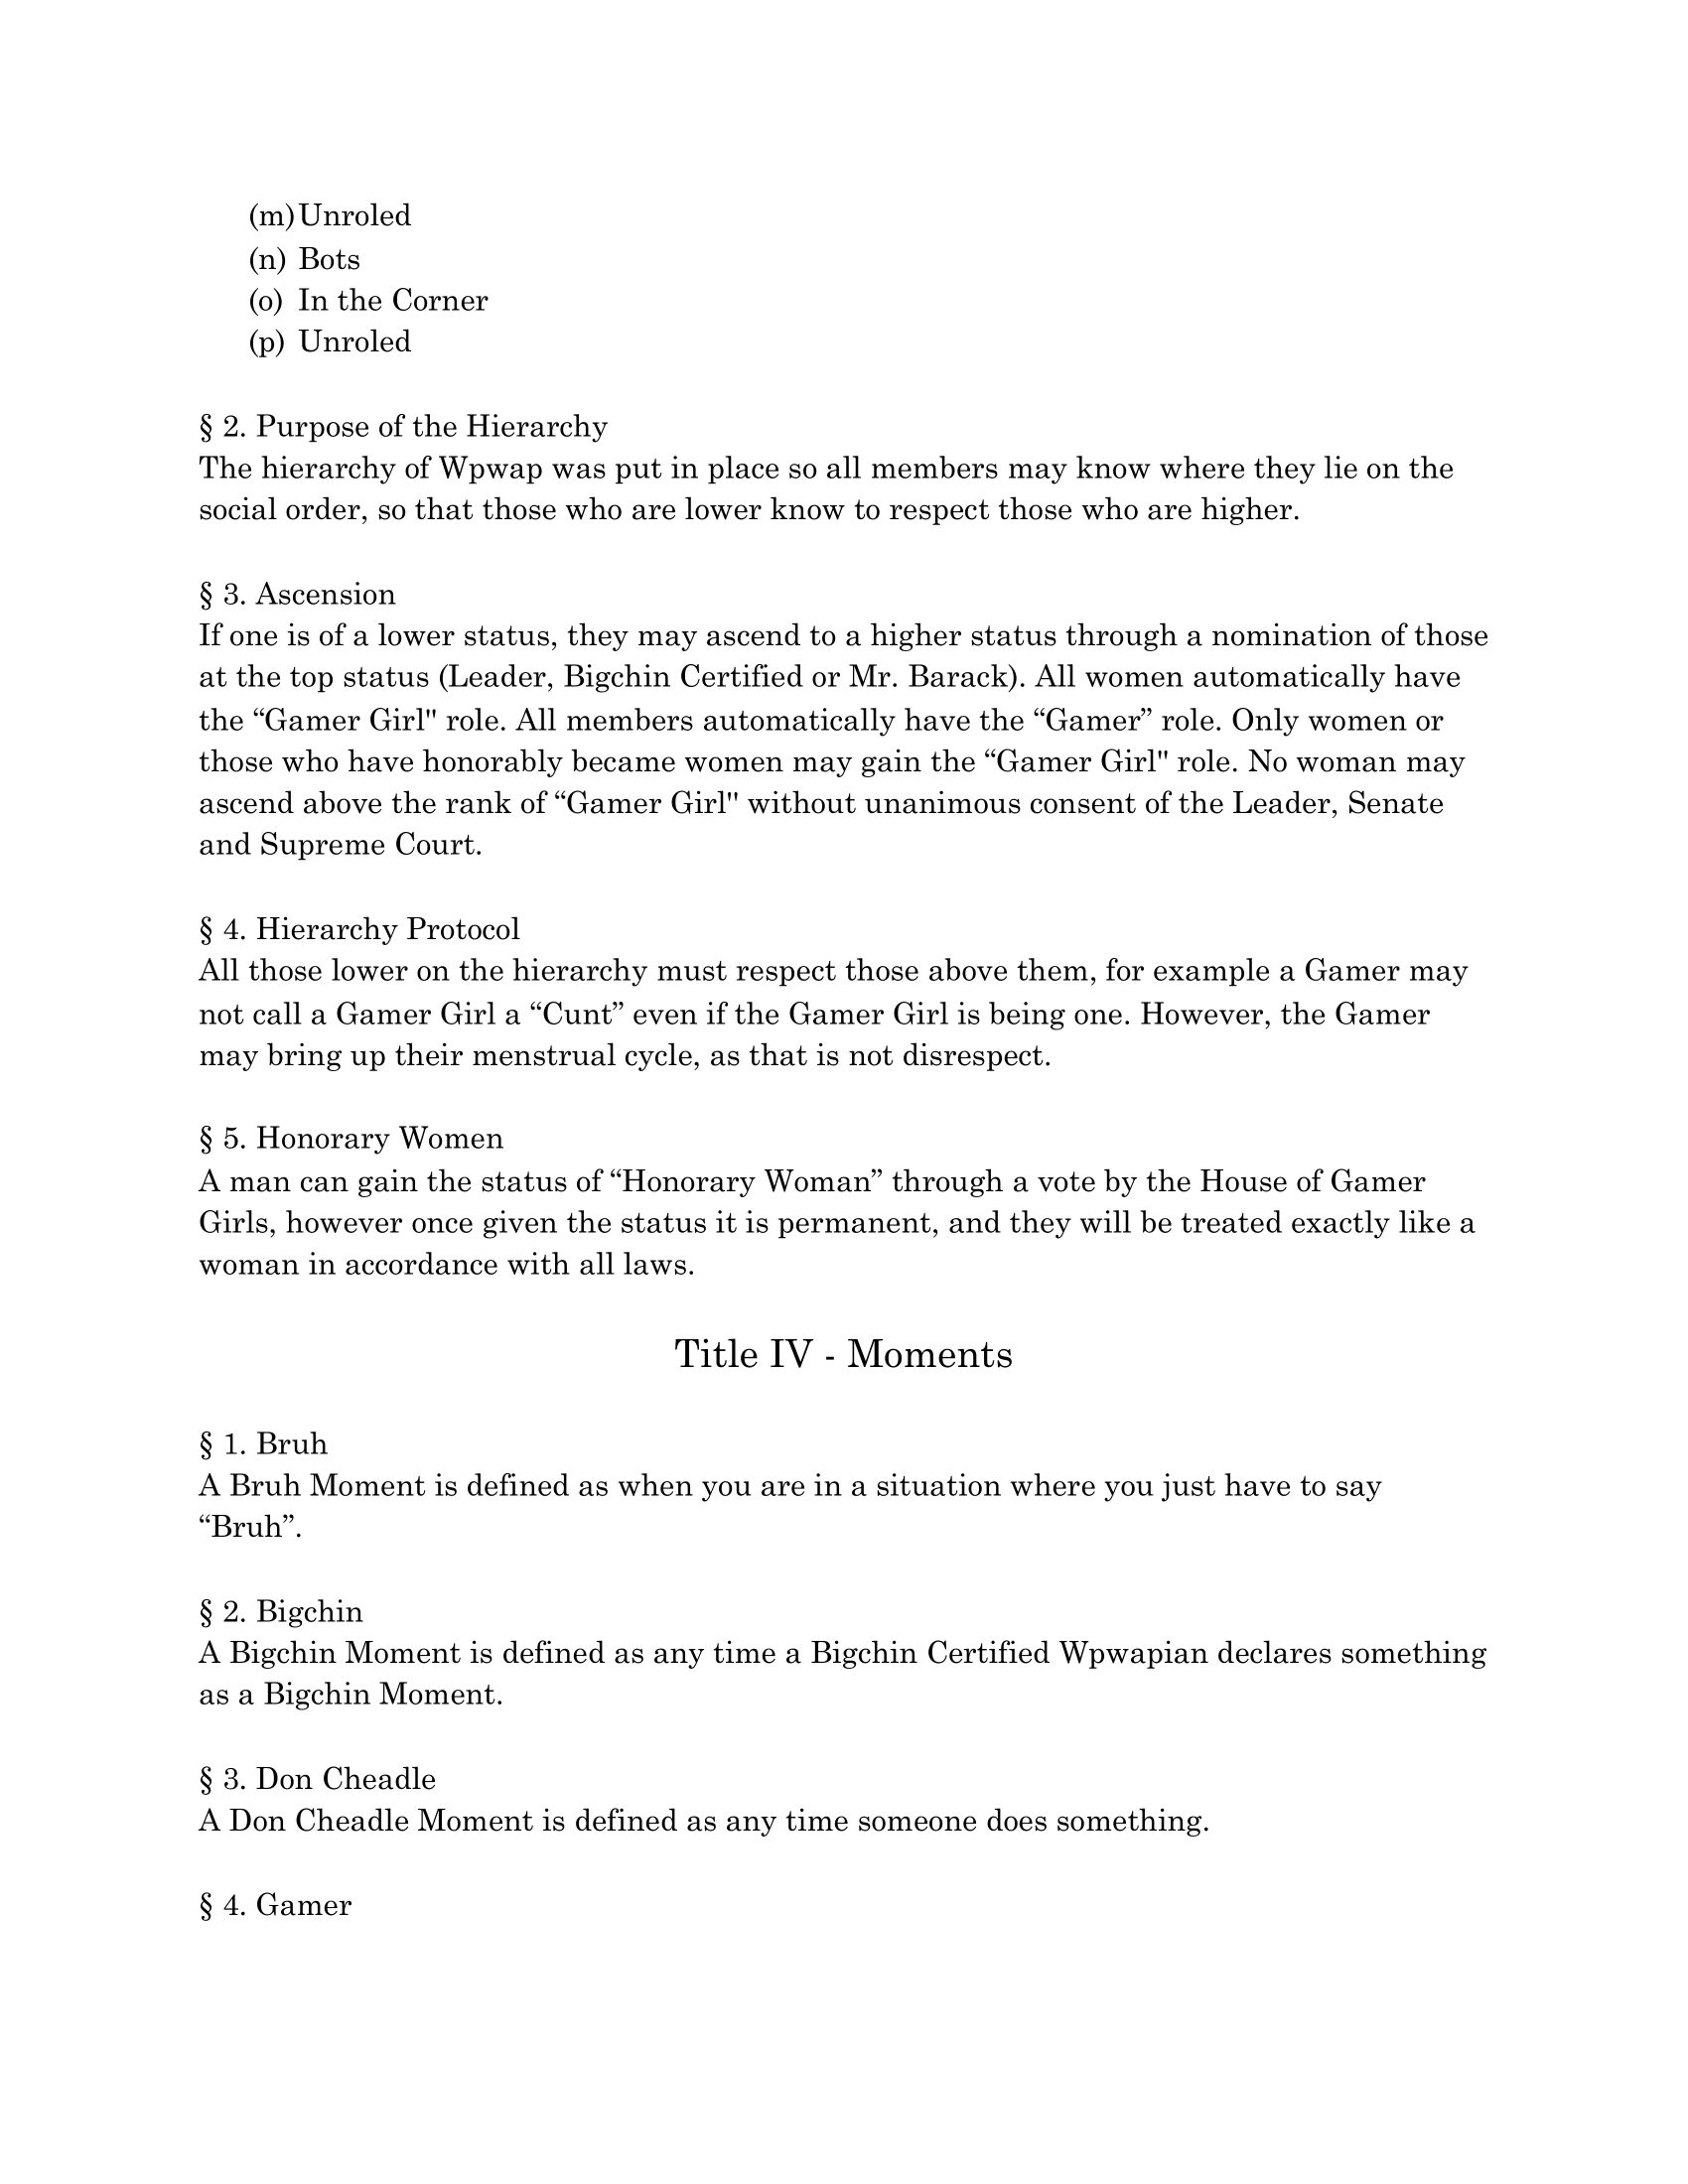 (m)Unroled
(n) Bots
(o) In the Corner
(p) Unroled
§ 2. Purpose of the Hierarchy
The hierarchy of Wpwap was put in place so all members may know where they lie on the
social order, so that those who are lower know to respect those who are higher.
§ 3. Ascension
If one is of a lower status, they may ascend to a higher status through a nomination of those
at the top status (Leader, Bigchin Certified or Mr. Barack). All women automatically have
the “Gamer Girl" role. All members automatically have the “Gamer” role. Only women or
those who have honorably became women may gain the “Gamer Girl" role. No woman may
ascend above the rank of “Gamer Girl" without unanimous consent of the Leader, Senate
and Supreme Court.
§ 4. Hierarchy Protocol
All those lower on the hierarchy must respect those above them, for example a Gamer may
not call a Gamer Girl a “Cunt” even if the Gamer Girl is being one. However, the Gamer
may bring up their menstrual cycle, as that is not disrespect.
§ 5. Honorary Women
A man can gain the status of “Honorary Woman” through a vote by the House of Gamer
Girls, however once given the status it is permanent, and they will be treated exactly like a
woman in accordance with all laws.
Title IV - Moments
§ 1. Bruh
A Bruh Moment is defined as when you are in a situation where you just have to say
“Bruh”.
§ 2. Bigchin
A Bigchin Moment is defined as any time a Bigchin Certified Wpwapian declares something
as a Bigchin Moment.
§ 3. Don Cheadle
A Don Cheadle Moment is defined as any time someone does something.
§ 4. Gamer